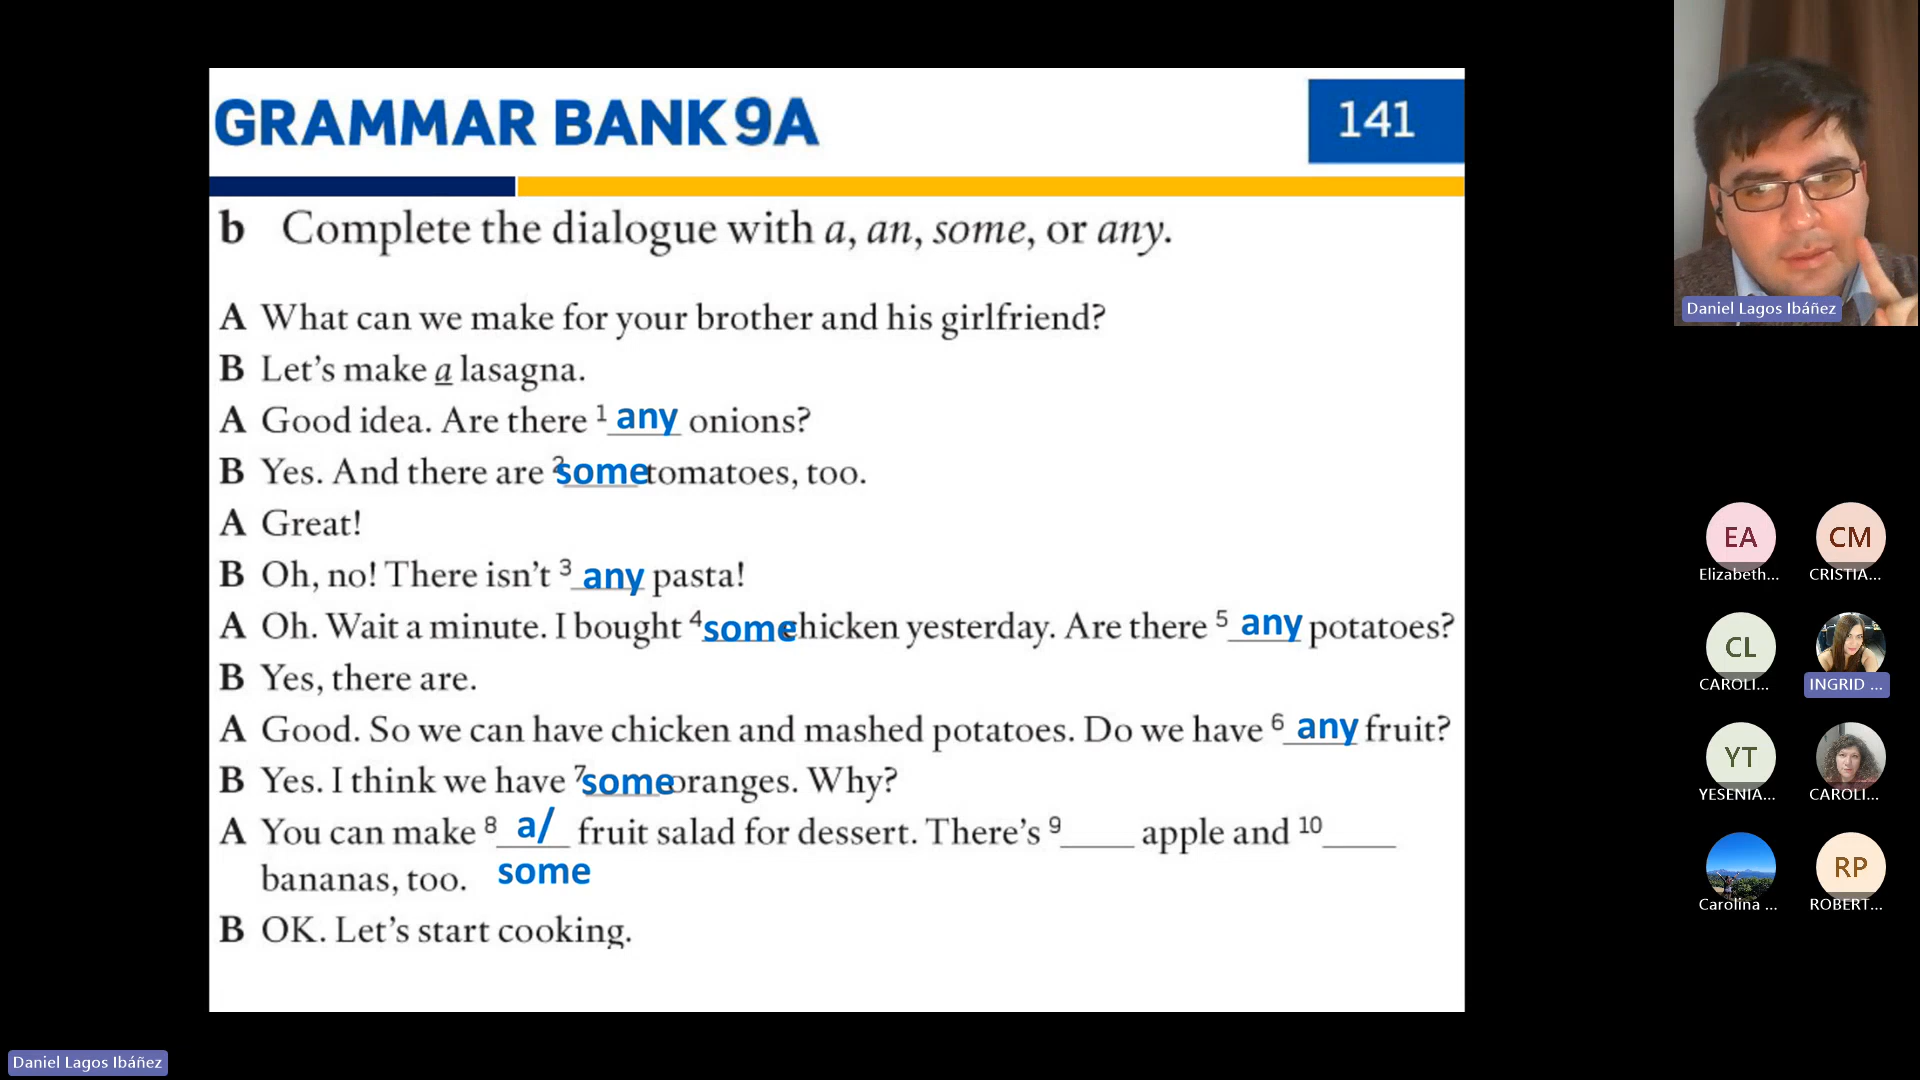 GRAMMAR BANK 9A
141
b Complete the dialogue with a, an, some, or any.
A What can we make for your brother and his girlfriend?
B Let's make a lasagna.
A Good idea. Are there 1 any onions?
B Yes. And there are 2 some tomatoes, too.
A Great!
B Oh, no! There isn't 3 any pasta!
A Oh. Wait a minute. I bought 4 some chicken yesterday. Are there 5 any potatoes?
B Yes, there are.
A Good. So we can have chicken and mashed potatoes. Do we have 6 any fruit?
B Yes. I think we have 7 some oranges. Why?
A You can make 8 a/ fruit salad for dessert. There's 9 ____ apple and 10 ____
bananas, too. some
B OK. Let's start cooking.
Daniel Lagos Ibáñez
EA CM
Elizabeth... CRISTIA...
CL
CAROLI... INGRID ...
YT
YESENIA... CAROLI...
RP
Carolina ... ROBERT...
Daniel Lagos Ibáñez